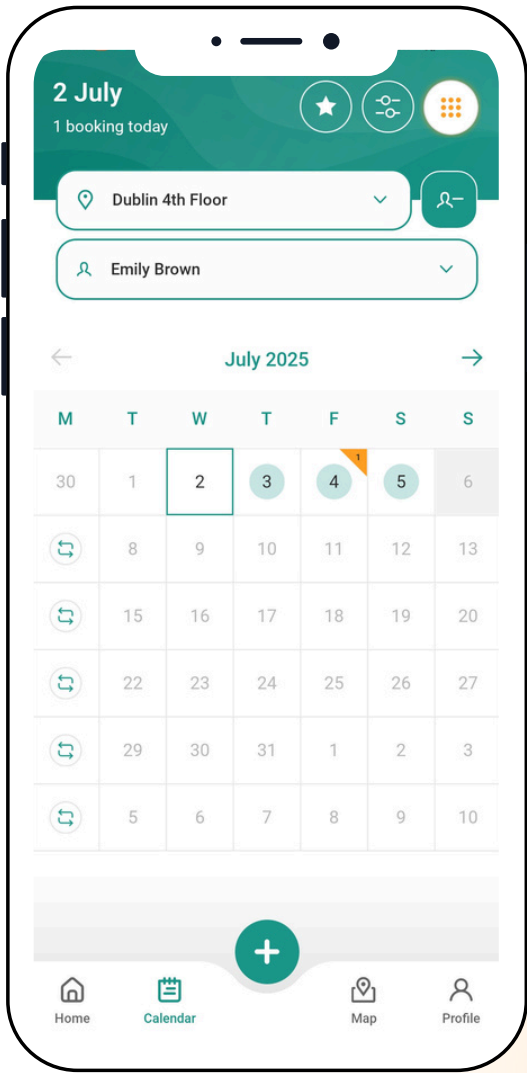 2 July
1 booking today
Dublin 4th Floor
Emily Brown
July 2025
M T W T F S S
1
30 1 2 3 4 5 6
8 9 10 11 12 13
15 16 17 18 19 20
22 23 24 25 26 27
29 30 31 1 2 3
5 6 7 8 9 10
Home Calendar Map Profile